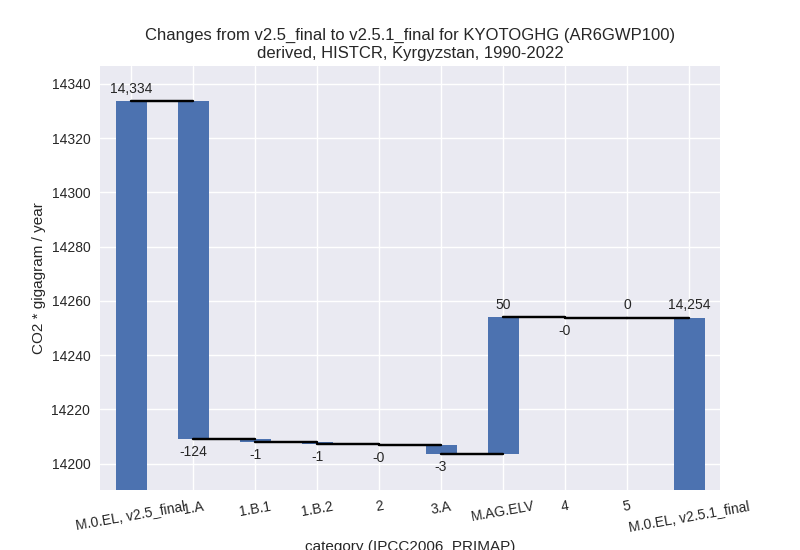 Changes from v2.5_final to v2.5.1_final for KYOTOGHG (AR6GWP100)
derived, HISTCR, Kyrgyzstan, 1990-2022
CO2 * gigagram / year
14340
14320
14300
14280
14260
14240
14220
14200
14,334
-124
-1
-1
-0
-3
50
-0
0
14,254
M.0.EL, v2.5_final
1.A
1.B.1
1.B.2
2
3.A
M.AG.ELV
4
5
M.0.EL, v2.5.1_final
category (IPCC2006_PRIMAP)